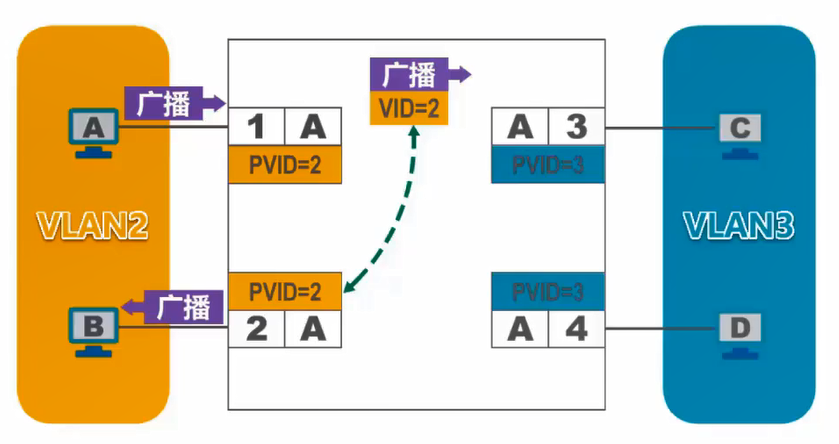 广播
VID=2
广播
A
1 A
PVID=2
A 3
PVID=3
C
VLAN2
VLAN3
PVID=2
2 A
广播
B
PVID=3
A 4
D